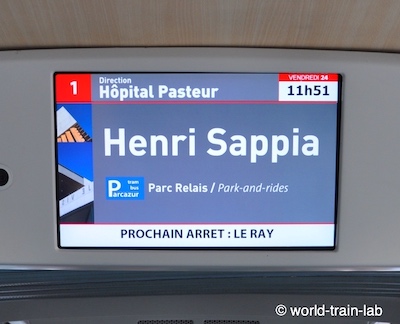 1
Direction
Hôpital Pasteur
VENDREDI 24
11h51
Henri Sappia
P tram
bus
arcazur
Parc Relais / Park-and-rides
PROCHAIN ARRET : LE RAY
© world-train-lab